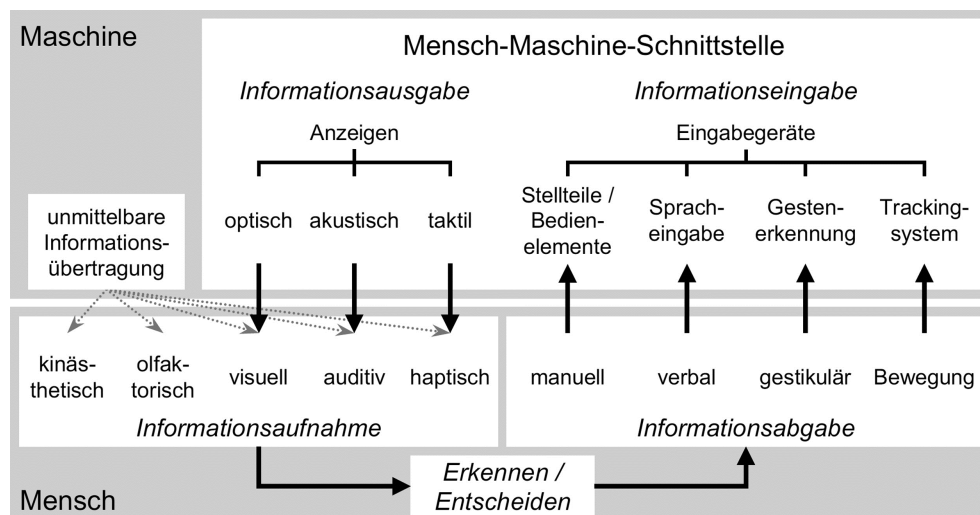 Maschine
Mensch-Maschine-Schnittstelle
Informationsausgabe
Informationseingabe
Anzeigen
Eingabegeräte
unmittelbare
Informations-
übertragung
optisch
akustisch
taktil
Stellteile /
Bedien-
elemente
Sprach-
eingabe
Gesten-
erkennung
Tracking-
system
kinäs-
thetisch
olfak-
torisch
visuell
auditiv
haptisch
manuell
verbal
gestikulär
Bewegung
Informationsaufnahme
Informationsabgabe
Erkennen /
Entscheiden
Mensch